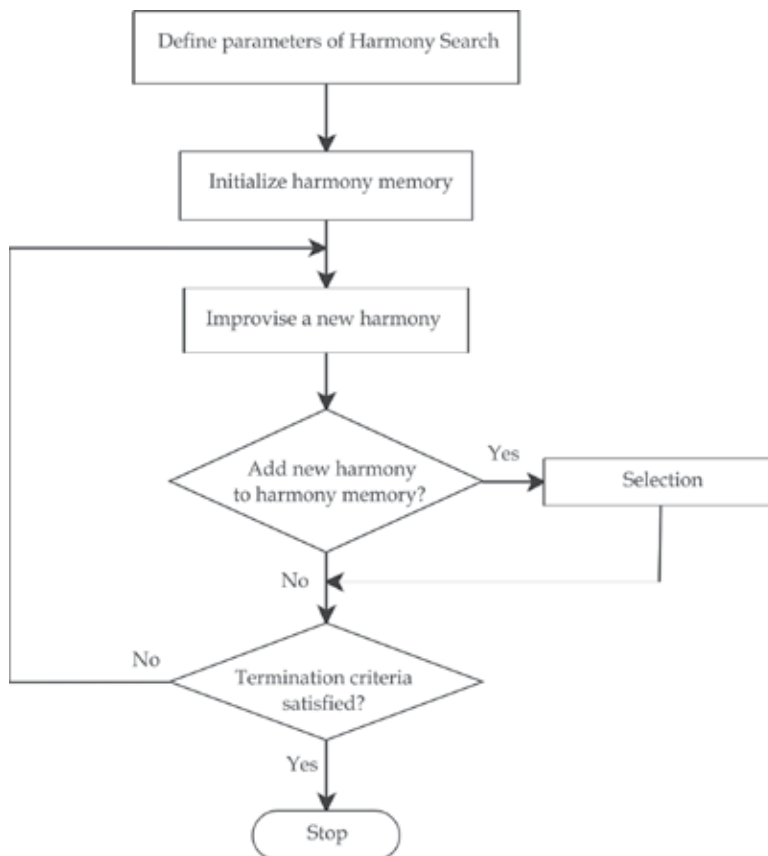 Define parameters of Harmony Search
Initialize harmony memory
Improvise a new harmony
Add new harmony
to harmony memory?
Yes
Selection
No
Termination criteria
satisfied?
No
Yes
Stop